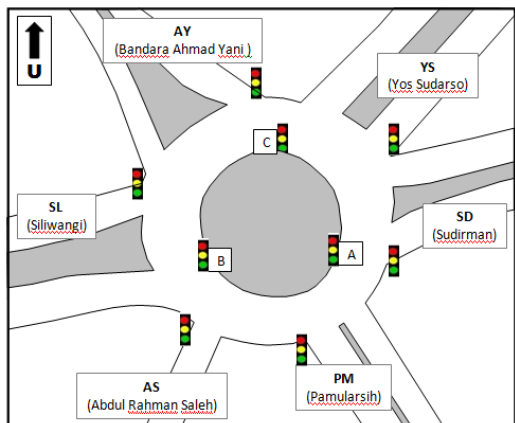 AY
(Bandara Ahmad Yani )
U
YS
(Yos Sudarso)
C
SL
(Siliwangi)
SD
(Sudirman)
B
A
AS
(Abdul Rahman Saleh)
PM
(Pamularsih)